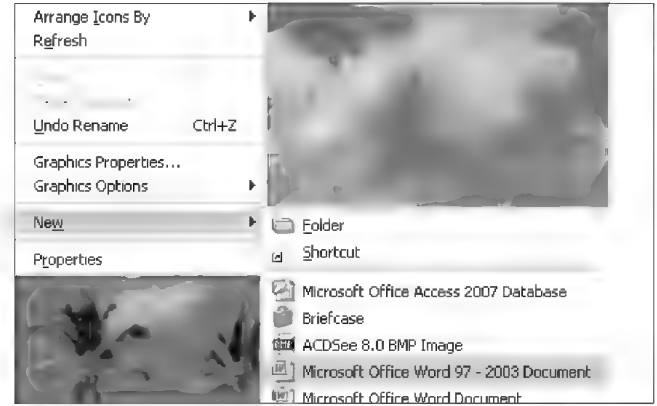 Arrange Icons By
Refresh
Undo Rename Ctrl+Z
Graphics Properties...
Graphics Options
New
Properties
Folder
Shortcut
Microsoft Office Access 2007 Database
Briefcase
ACDSee 8.0 BMP Image
Microsoft Office Word 97 - 2003 Document
Microsoft Office Word Document